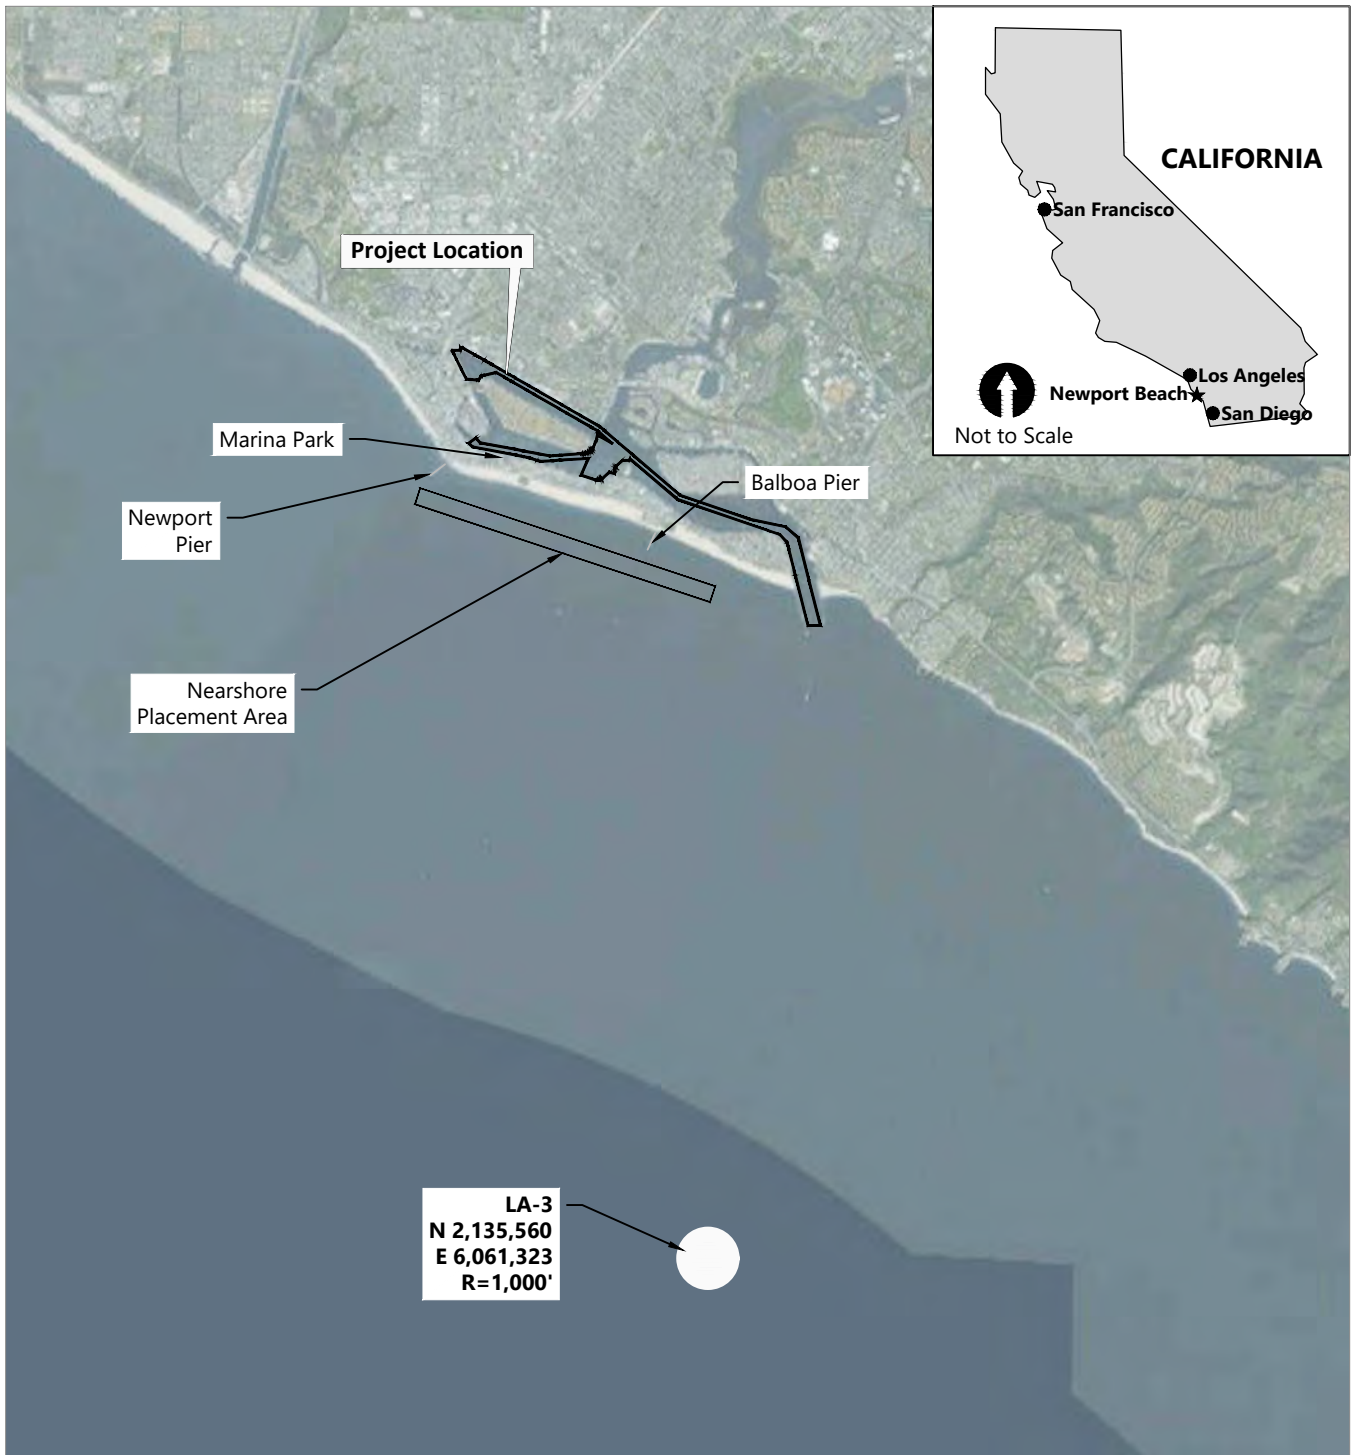 CALIFORNIA
San Francisco
Los Angeles
Newport Beach
San Diego
Not to Scale
Project Location
Marina Park
Balboa Pier
Newport
Pier
Nearshore
Placement Area
LA-3
N 2,135,560
E 6,061,323
R=1,000'